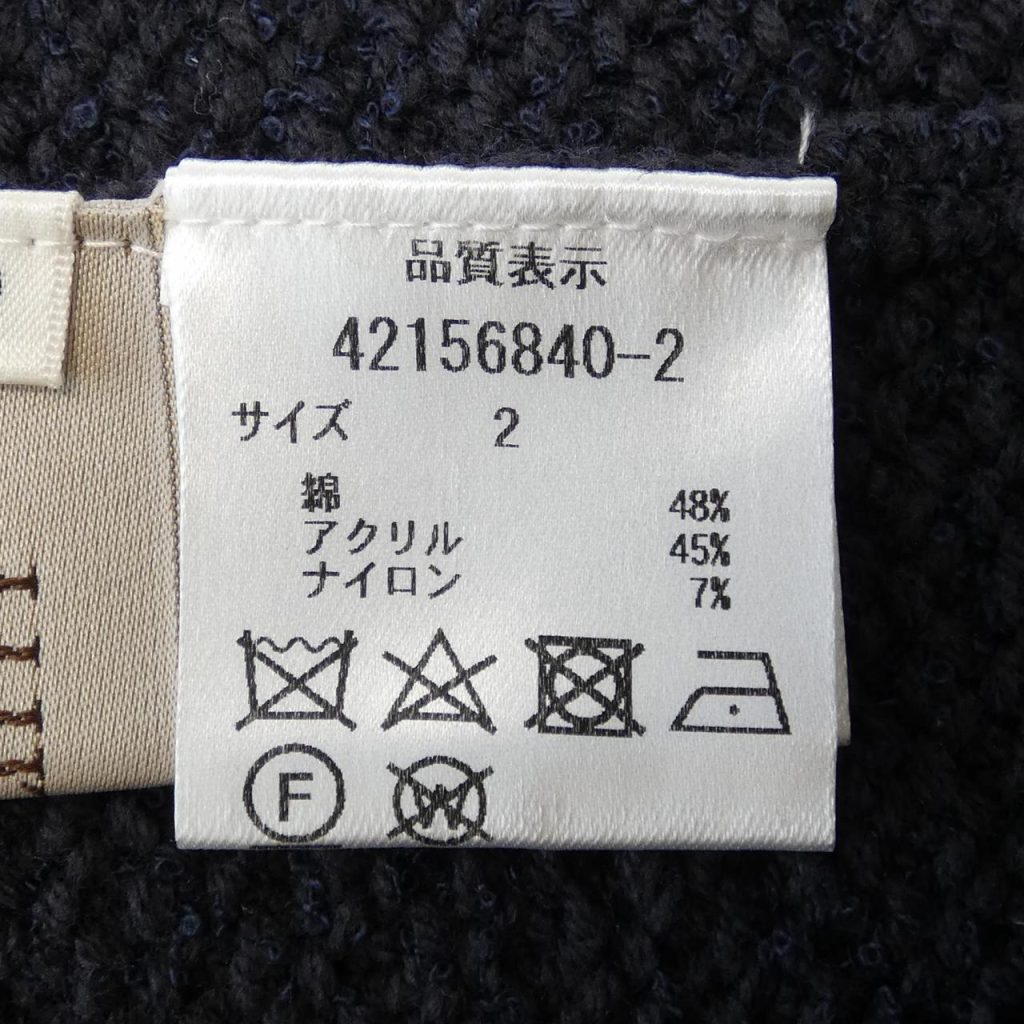 品質表示
42156840-2
サイズ 2
綿 48%
アクリル 45%
ナイロン 7%
F W